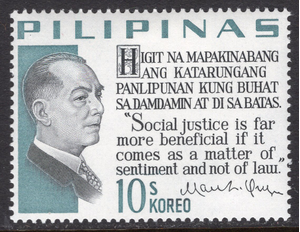 PILIPINAS
HIGIT NA MAPAKINABANG
ANG KATARUNGANG
PANLIPUNAN KUNG BUHAT
SA DAMDAMIN AT DI SA BATAS.
"Social justice is far
more beneficial if it
comes as a matter of„
sentiment and not of law.
10s
KOREO